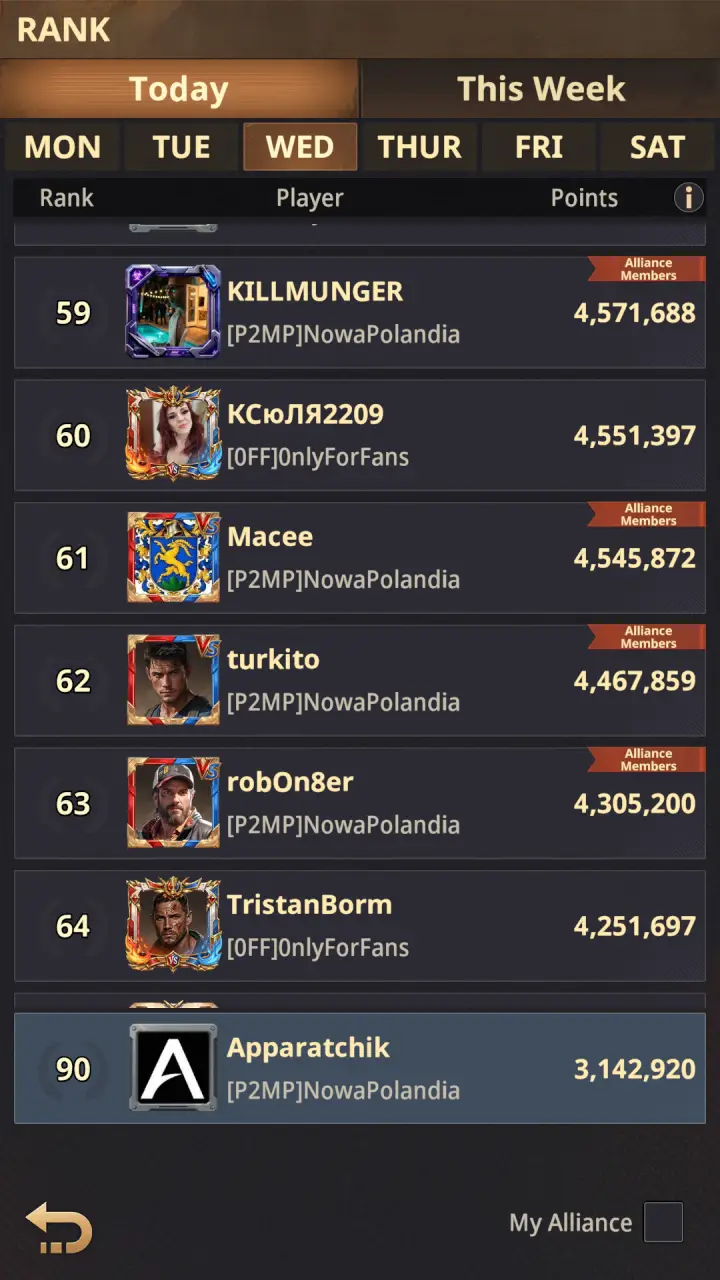 RANK
Today
This Week
MON
TUE
WED
THUR
FRI
SAT
Rank
Player
Points
59
KILLMUNGER
[P2MP]NowaPolandia
Alliance
Members
4,571,688
60
КСюЛЯ2209
[0FF]0nlyForFans
4,551,397
61
Macee
[P2MP]NowaPolandia
Alliance
Members
4,545,872
62
turkito
[P2MP]NowaPolandia
Alliance
Members
4,467,859
63
robOn8er
[P2MP]NowaPolandia
Alliance
Members
4,305,200
64
TristanBorm
[0FF]0nlyForFans
4,251,697
90
Apparatchik
[P2MP]NowaPolandia
3,142,920
My Alliance